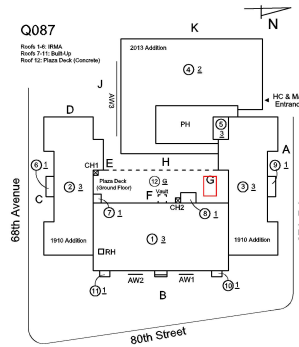 Q087
Roofs 1-6: IRMA
Roofs 7-11: Built-Up
Roof 12: Plaza Deck (Concrete)
K
N
2013 Addition
J
4 2
AW3
HC & Ma
Entranc
D
PH
5
3
A
CH1
E
H
6 1
9 1
2 3
Plaza Deck
(Ground Floor)
12 G
G
3 3
C
Vault
F
CH2
7 1
8 1
68th Avenue
1910 Addition
1 3
1910 Addition
RH
11 1
AW2
AW1
10 1
B
80th Street